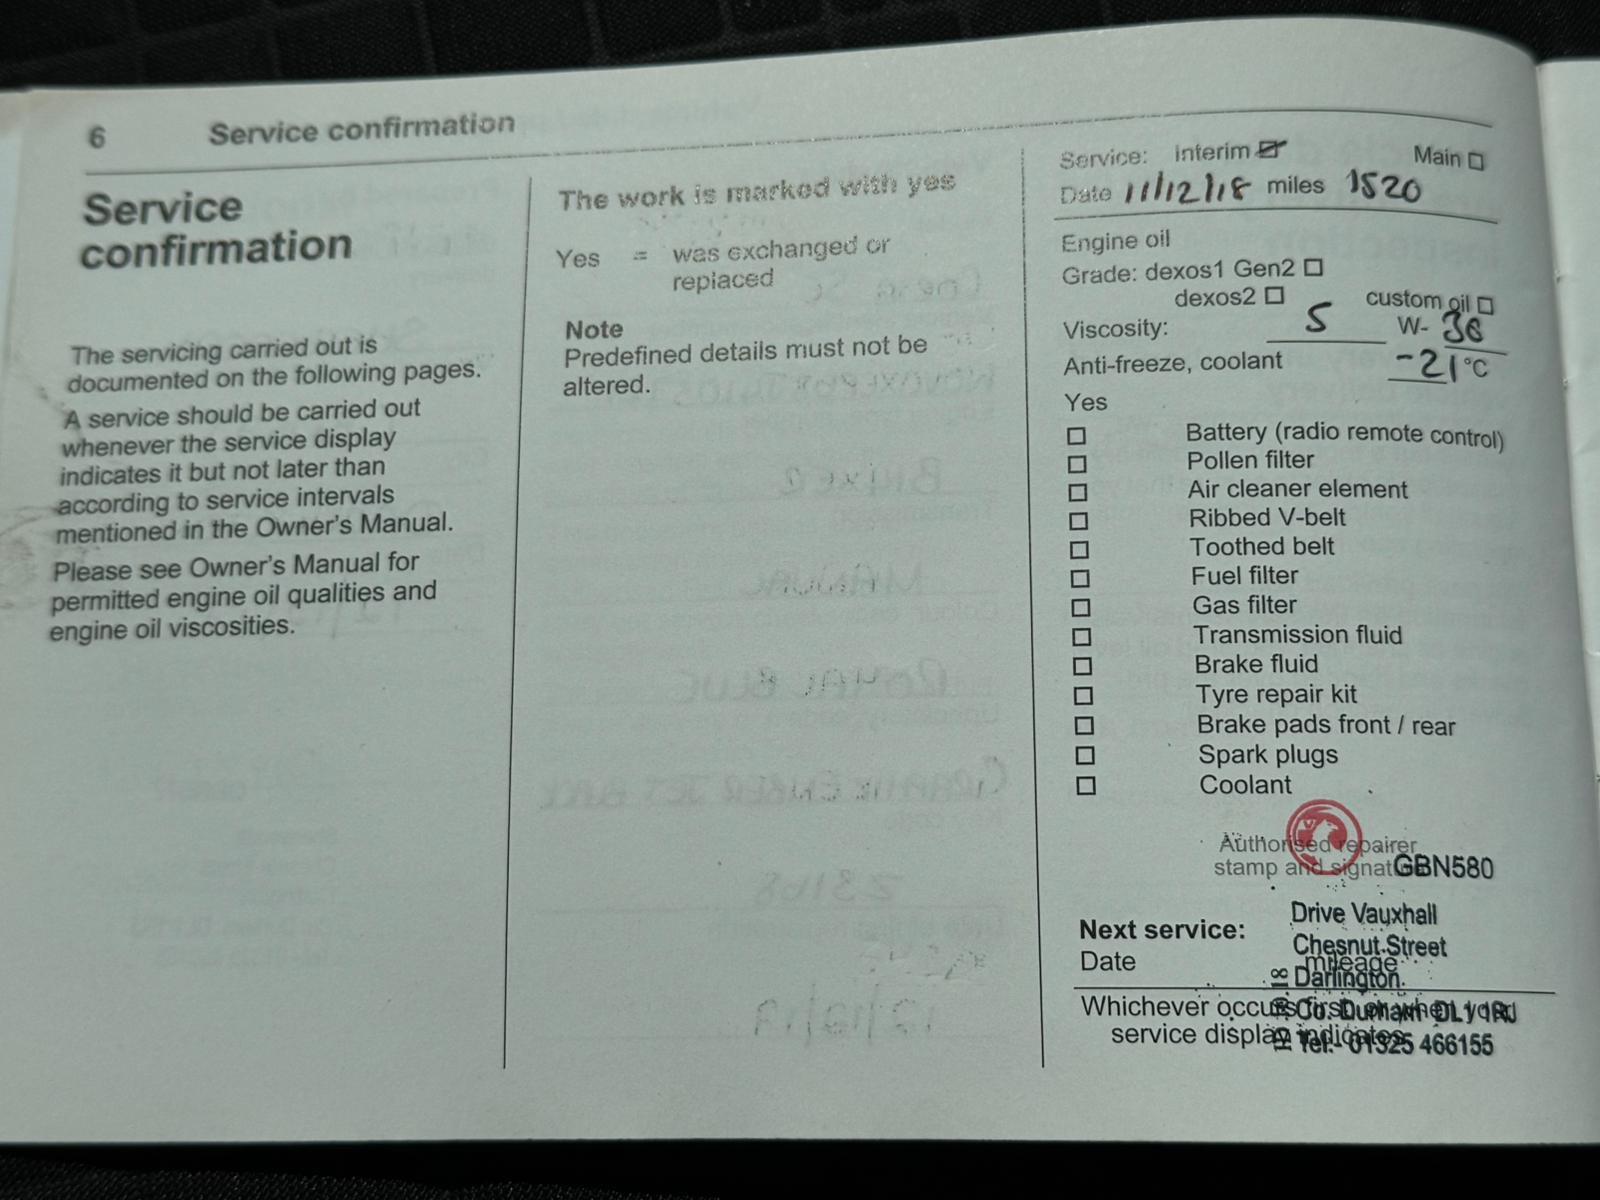 6 Service confirmation
Service
confirmation
The servicing carried out is
documented on the following pages.
A service should be carried out
whenever the service display
indicates it but not later than
according to service intervals
mentioned in the Owner's Manual.
Please see Owner's Manual for
permitted engine oil qualities and
engine oil viscosities.
The work is marked with yes
Yes = was exchanged or
replaced
Note
Predefined details must not be
altered.
Service: Interim Main
Date 11/12/18 miles 1520
Engine oil
Grade: dexos1 Gen2
dexos2 custom oil
Viscosity: 5 W- 30
Anti-freeze, coolant -21 °C
Yes
Battery (radio remote control)
Pollen filter
Air cleaner element
Ribbed V-belt
Toothed belt
Fuel filter
Gas filter
Transmission fluid
Brake fluid
Tyre repair kit
Brake pads front / rear
Spark plugs
Coolant
Authorised repairer
stamp and signature
GBN580
Drive Vauxhall
Chesnut Street
Darlington
Co. Durham DL1 1RJ
Tel:- 01325 466155
Next service:
Date mileage
Whichever occurs first or when your
service display indicates